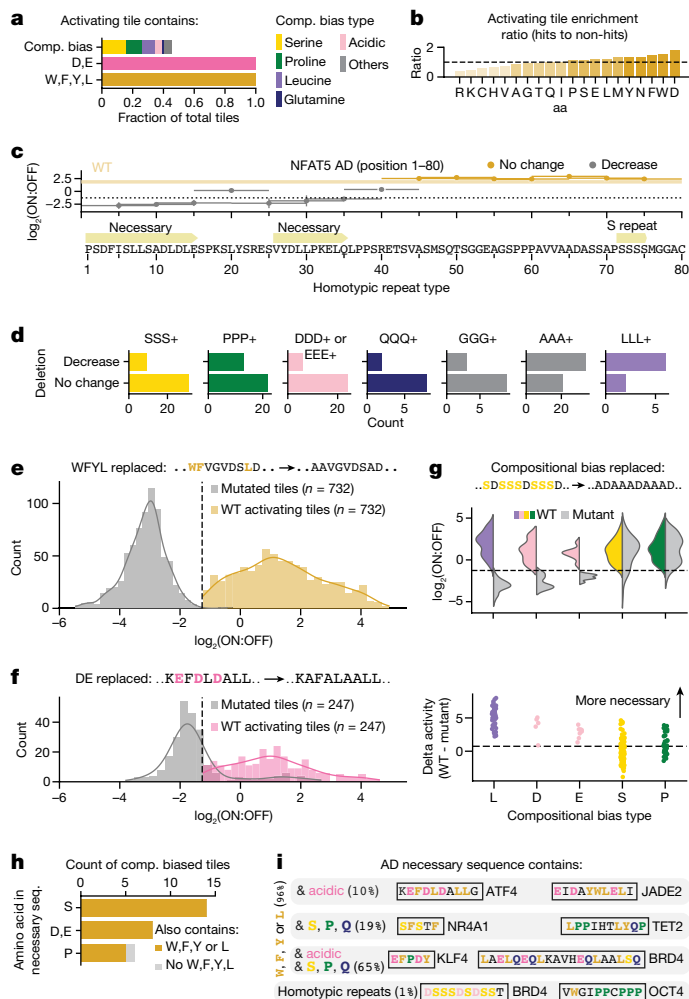 a
Activating tile contains:
Comp. bias
D,E
W,F,Y,L
0 0.2 0.4 0.6 0.8 1.0
Fraction of total tiles
Comp. bias type
Serine
Proline
Leucine
Glutamine
Acidic
Others
b
Activating tile enrichment
ratio (hits to non-hits)
Ratio
2
1
0
R K C H V A G T Q I P S E L M Y N F W D
aa
c
WT
NFAT5 AD (position 1–80)
No change
Decrease
log2(ON:OFF)
2.5
0
−2.5
Necessary
Necessary
S repeat
PSDFISLLSADLDLESPKSLYSRESVYDLLPKELQLPPSRETSVASMSQTSGGEAGSPPPAVVAADASSAPSSSSMGGAC
1 10 20 30 40 50 60 70 80
Homotypic repeat type
d
SSS+
PPP+
DDD+ or
EEE+
QQQ+
GGG+
AAA+
LLL+
Deletion
Decrease
No change
0 20
0 20
0 20
0 5
0 5
0 20
0 5
Count
e
WFYL replaced: ..WFVGVDSLD.. → ..AAVGVDSAD..
Mutated tiles (n = 732)
WT activating tiles (n = 732)
Count
100
50
0
−6 −4 −2 0 2 4
log2(ON:OFF)
f
DE replaced: ..KEFDLDALL.. → ..KAFALAALL..
Mutated tiles (n = 247)
WT activating tiles (n = 247)
Count
40
20
0
−6 −4 −2 0 2 4
log2(ON:OFF)
g
Compositional bias replaced:
..SDSSSDSSSD.. → ..ADAAADAAAD..
WT
Mutant
log2(ON:OFF)
5
0
−5
More necessary
Delta activity
(WT - mutant)
5
0
L D E S P
Compositional bias type
h
Count of comp. biased tiles
0 5 10 15
Amino acid in
necessary seq.
S
D,E
P
Also contains:
W,F,Y or L
No W,F,Y,L
i
AD necessary sequence contains:
W, F, Y or L (96%)
& acidic (10%) KEFDLDALLG ATF4 EIDAYWLELI JADE2
& S, P, Q (19%) SFSTF NR4A1 LPPIHTLYQP TET2
& acidic
& S, P, Q (65%) EFPDY KLF4 LAELQEQLKAVHEQLAALSQ BRD4
Homotypic repeats (1%) DSSSDSDSST BRD4 VWGIPPCPPP OCT4